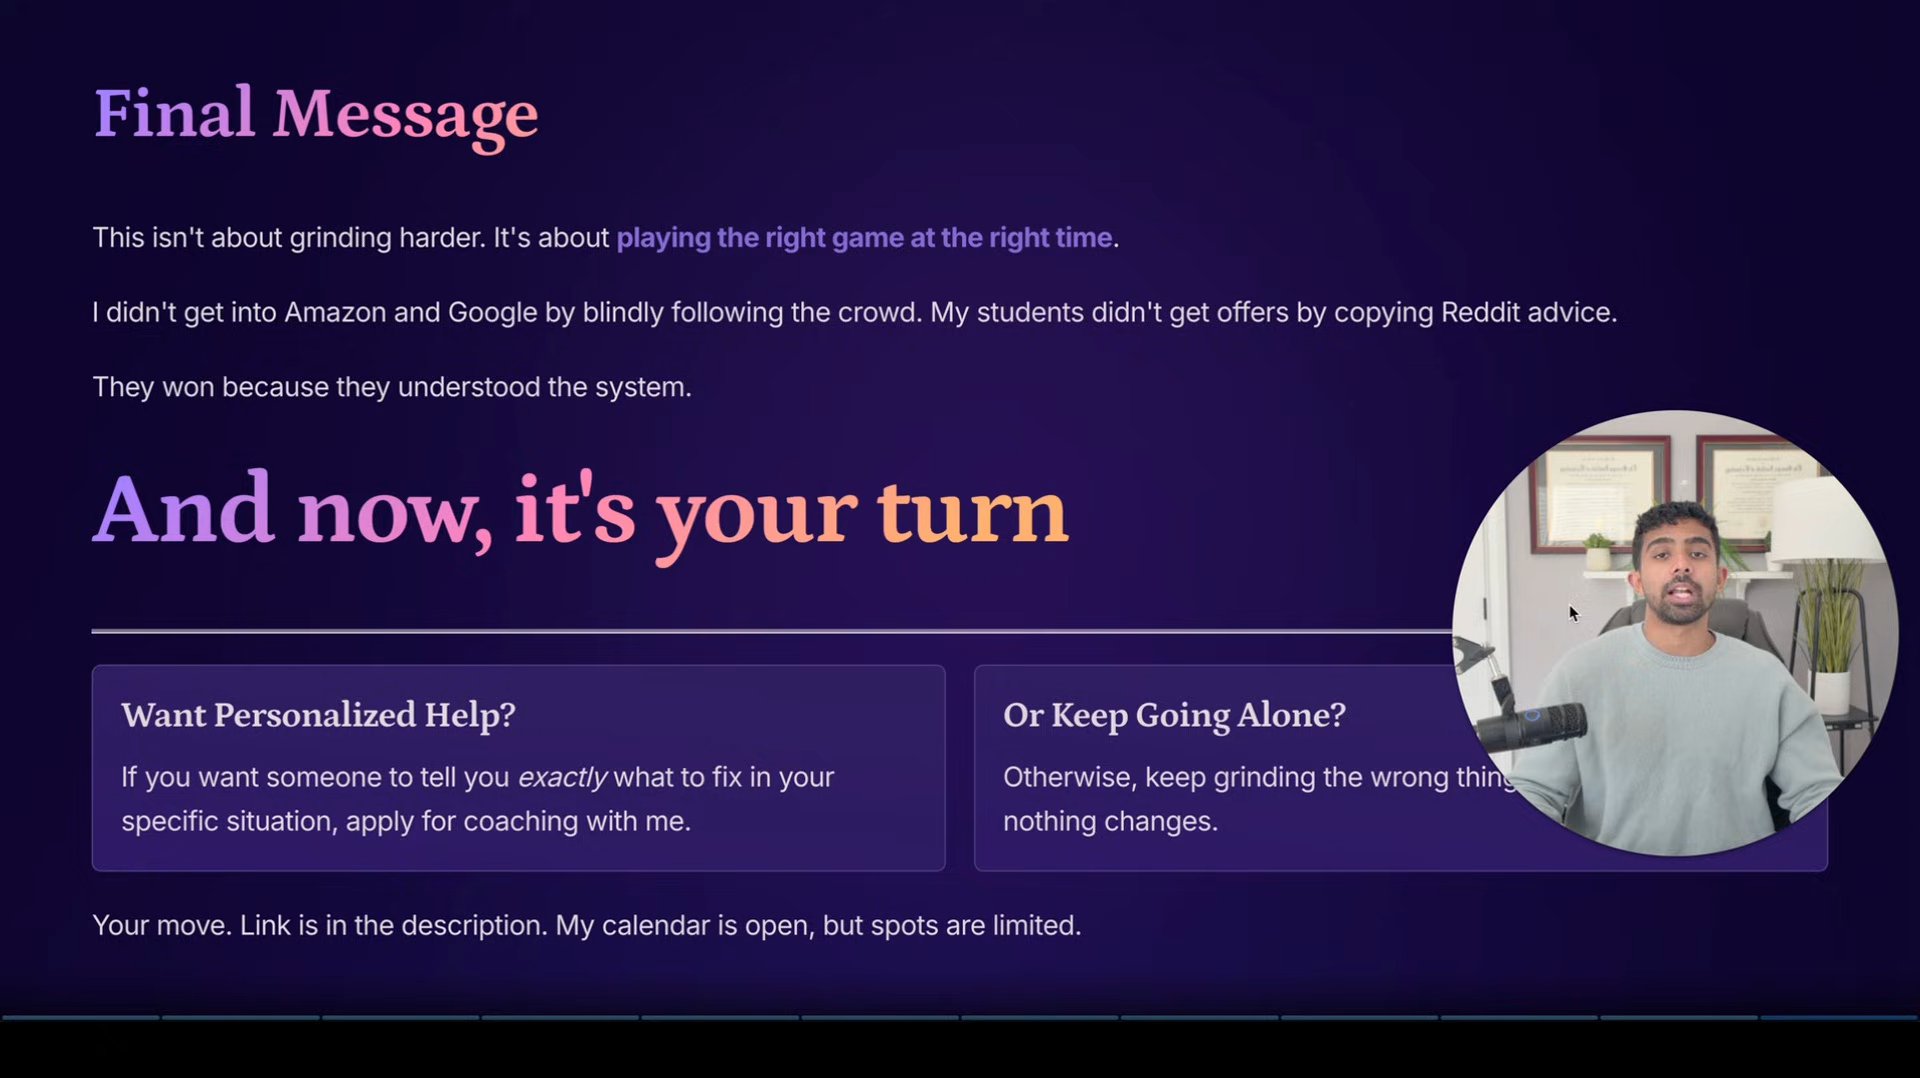 Final Message
This isn't about grinding harder. It's about playing the right game at the right time.
I didn't get into Amazon and Google by blindly following the crowd. My students didn't get offers by copying Reddit advice.
They won because they understood the system.
And now, it's your turn
Want Personalized Help?
If you want someone to tell you exactly what to fix in your
specific situation, apply for coaching with me.
Or Keep Going Alone?
Otherwise, keep grinding the wrong
nothing changes.
Your move. Link is in the description. My calendar is open, but spots are limited.